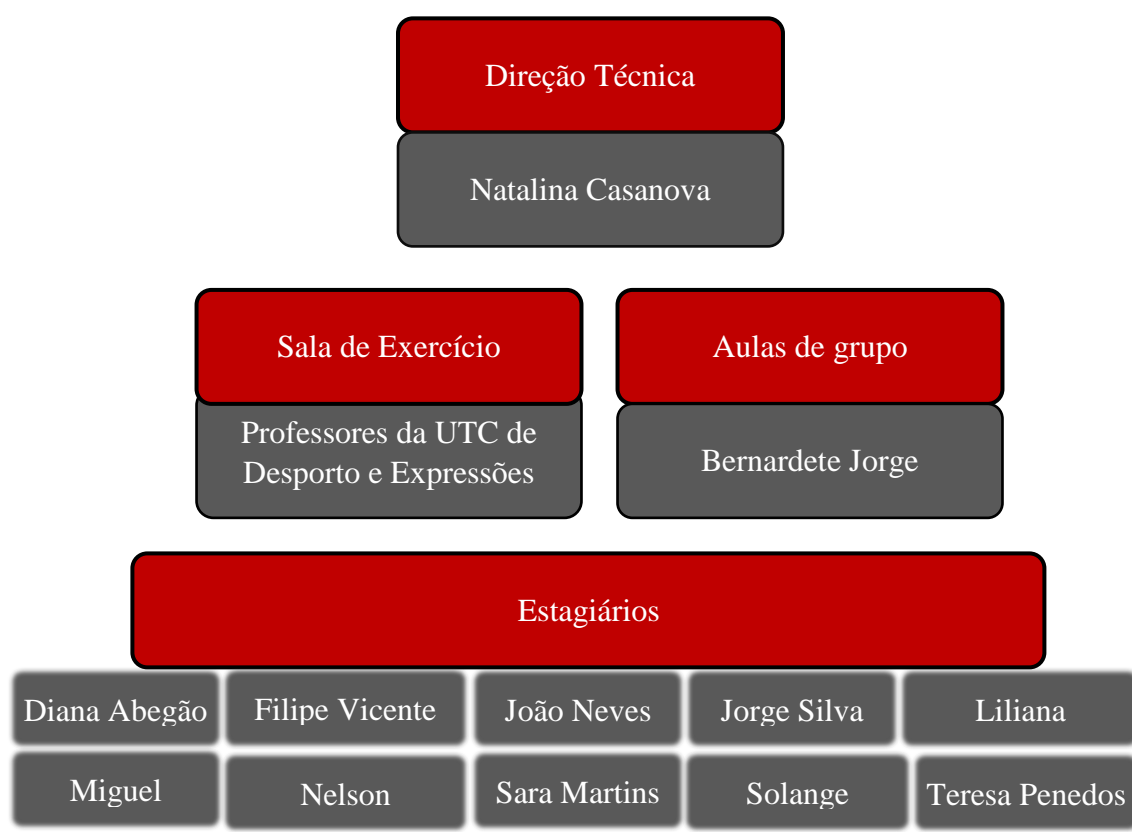 Direção Técnica
Natalina Casanova
Sala de Exercício
Professores da UTC de
Desporto e Expressões
Aulas de grupo
Bernardete Jorge
Estagiários
Diana Abegão
Filipe Vicente
João Neves
Jorge Silva
Liliana
Miguel
Nelson
Sara Martins
Solange
Teresa Penedos